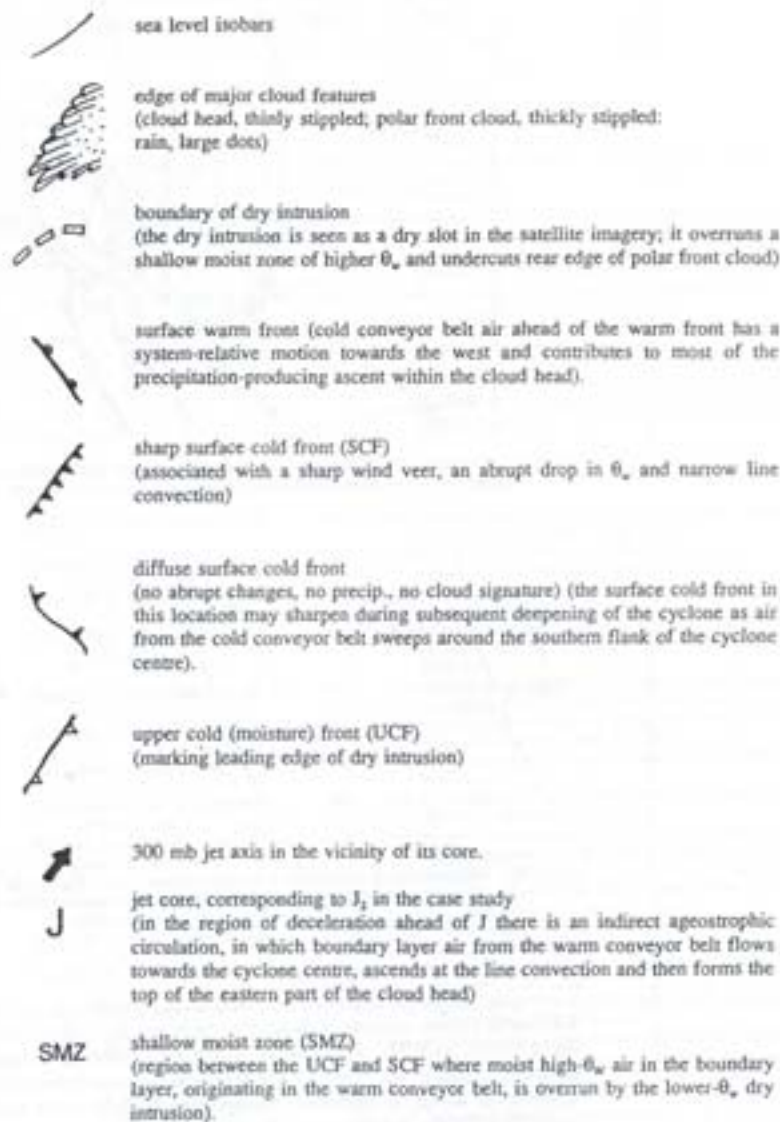 sea level isobars
edge of major cloud features
(cloud head, thinly stippled; polar front cloud, thickly stippled:
rain, large dots)
boundary of dry intrusion
(the dry intrusion is seen as a dry slot in the satellite imagery; it overruns a
shallow moist zone of higher θw and undercuts rear edge of polar front cloud)
surface warm front (cold conveyor belt air ahead of the warm front has a
system-relative motion towards the west and contributes to most of the
precipitation-producing ascent within the cloud head).
sharp surface cold front (SCF)
(associated with a sharp wind veer, an abrupt drop in θw and narrow line
convection)
diffuse surface cold front
(no abrupt changes, no precip., no cloud signature) (the surface cold front in
this location may sharpen during subsequent deepening of the cyclone as air
from the cold conveyor belt sweeps around the southern flank of the cyclone
centre).
upper cold (moisture) front (UCF)
(marking leading edge of dry intrusion)
300 mb jet axis in the vicinity of its core.
J
jet core, corresponding to J₂ in the case study
(in the region of deceleration ahead of J there is an indirect ageostrophic
circulation, in which boundary layer air from the warm conveyor belt flows
towards the cyclone centre, ascends at the line convection and then forms the
top of the eastern part of the cloud head)
SMZ
shallow moist zone (SMZ)
(region between the UCF and SCF where moist high-θw air in the boundary
layer, originating in the warm conveyor belt, is overrun by the lower-θw dry
intrusion).